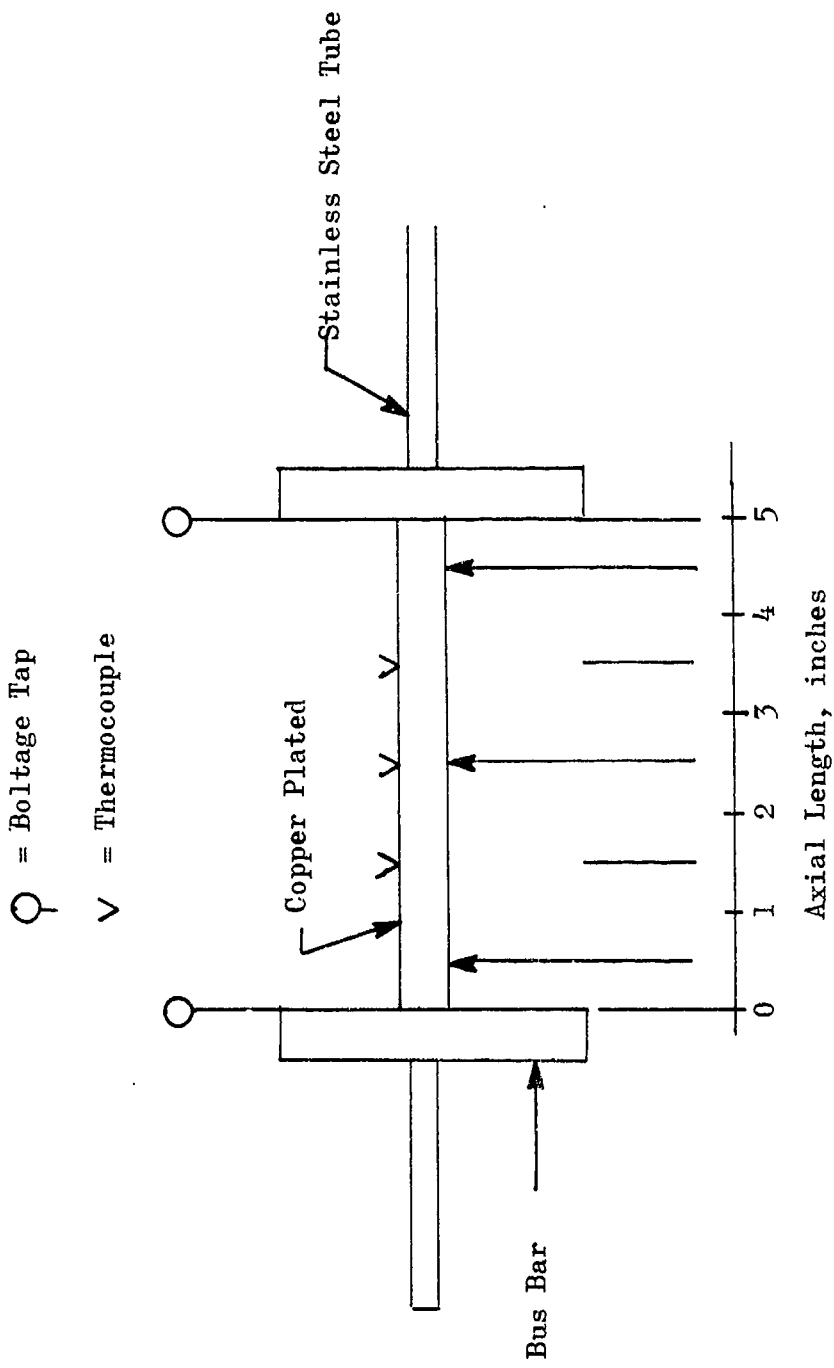 = Boltage Tap
V = Thermocouple
Copper Plated
Stainless Steel Tube
Bus Bar
0 1 2 3 4 5
Axial Length, inches